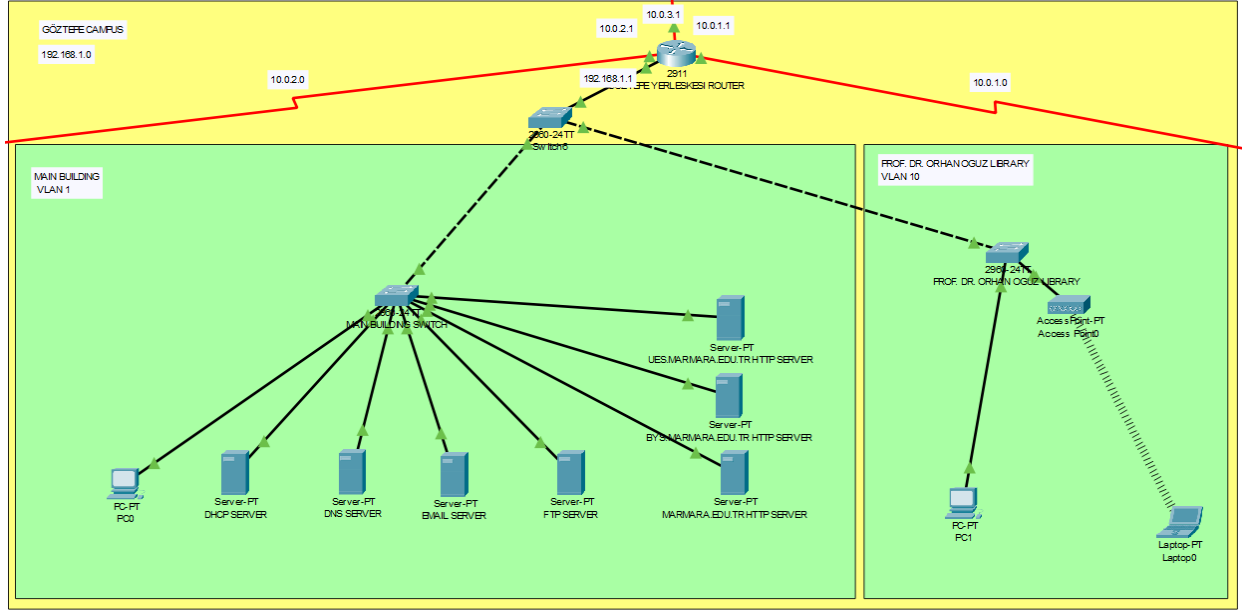 GÖZTEPE CAMPUS
192.168.1.0
10.0.3.1
10.0.2.1
10.0.1.1
10.0.2.0
10.0.1.0
192.168.1.1
2911
YERLESKESI ROUTER
2960-24TT
Switch6
MAIN BUILDING
VLAN 1
PROF. DR. ORHAN OGUZ LIBRARY
VLAN 10
2960-24TT
MAIN BUILDING SWITCH
2960-24TT
PROF. DR. ORHAN OGUZ LIBRARY
AccessPoint-PT
Access Point0
Server-PT
UES.MARMARA.EDU.TR HTTP SERVER
Server-PT
BYS.MARMARA.EDU.TR HTTP SERVER
PC-PT
PC0
Server-PT
DHCP SERVER
Server-PT
DNS SERVER
Server-PT
EMAIL SERVER
Server-PT
FTP SERVER
Server-PT
MARMARA.EDU.TR HTTP SERVER
PC-PT
PC1
Laptop-PT
Laptop0